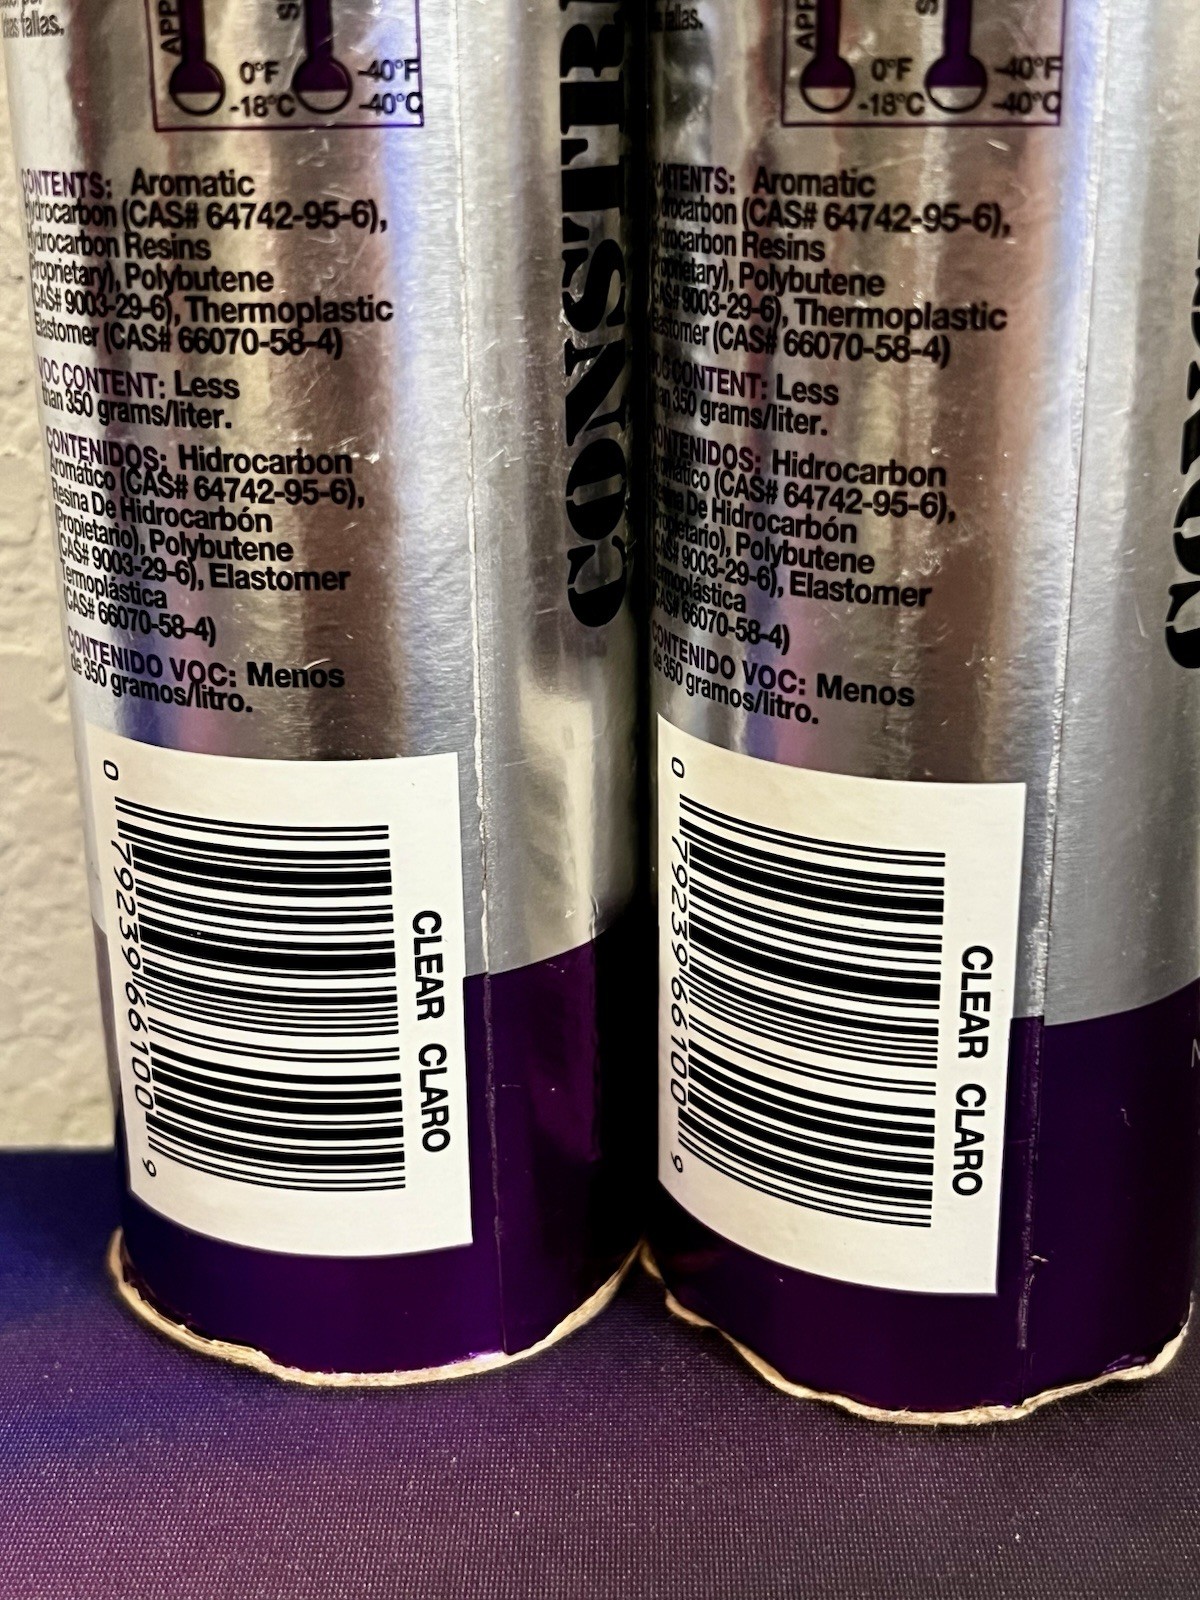 las fallas.
APP
S
0°F
-18°C
-40°F
-40°C
CONTENTS: Aromatic
Hydrocarbon (CAS# 64742-95-6),
Hydrocarbon Resins
(Proprietary), Polybutene
(CAS# 9003-29-6), Thermoplastic
Elastomer (CAS# 66070-58-4)
VOC CONTENT: Less
than 350 grams/liter.
CONTENIDOS: Hidrocarbon
Aromático (CAS# 64742-95-6),
Resina De Hidrocarbón
(Propietario), Polybutene
(CAS# 9003-29-6), Elastomer
Termoplástica
(CAS# 66070-58-4)
CONTENIDO VOC: Menos
de 350 gramos/litro.
0 79239 66100 9
CLEAR CLARO
CONSTR
las fallas.
APP
S
0°F
-18°C
-40°F
-40°C
CONTENTS: Aromatic
Hydrocarbon (CAS# 64742-95-6),
Hydrocarbon Resins
(Proprietary), Polybutene
(CAS# 9003-29-6), Thermoplastic
Elastomer (CAS# 66070-58-4)
VOC CONTENT: Less
than 350 grams/liter.
CONTENIDOS: Hidrocarbon
Aromático (CAS# 64742-95-6),
Resina De Hidrocarbón
(Propietario), Polybutene
(CAS# 9003-29-6), Elastomer
Termoplástica
(CAS# 66070-58-4)
CONTENIDO VOC: Menos
de 350 gramos/litro.
0 79239 66100 9
CLEAR CLARO